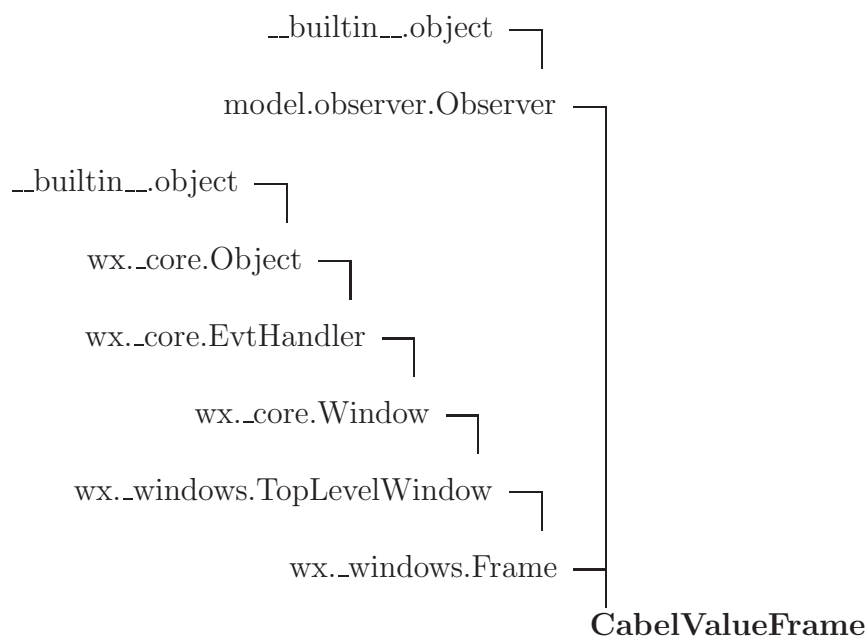 __builtin__.object
model.observer.Observer
__builtin__.object
wx._core.Object
wx._core.EvtHandler
wx._core.Window
wx._windows.TopLevelWindow
wx._windows.Frame
CabelValueFrame